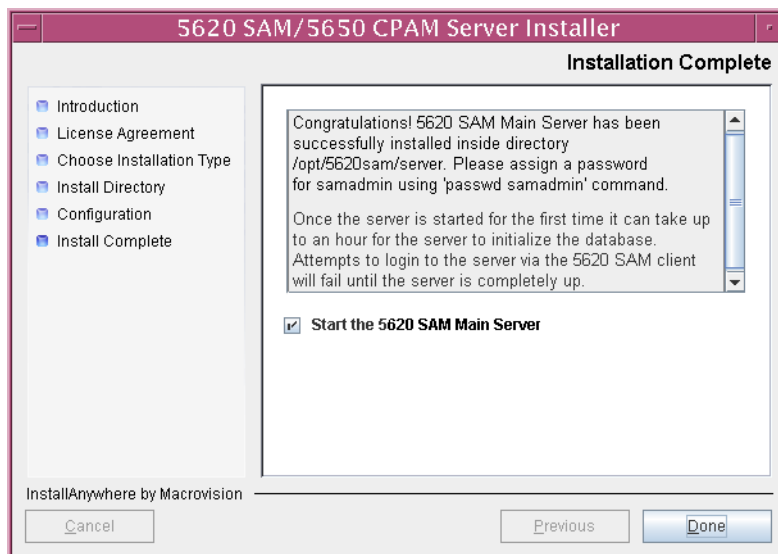 5620 SAM/5650 CPAM Server Installer
Installation Complete
Introduction
License Agreement
Choose Installation Type
Install Directory
Configuration
Install Complete
Congratulations! 5620 SAM Main Server has been
successfully installed inside directory
/opt/5620sam/server. Please assign a password
for samadmin using 'passwd samadmin' command.
Once the server is started for the first time it can take up
to an hour for the server to initialize the database.
Attempts to login to the server via the 5620 SAM client
will fail until the server is completely up.
Start the 5620 SAM Main Server
InstallAnywhere by Macrovision
Cancel
Previous
Done